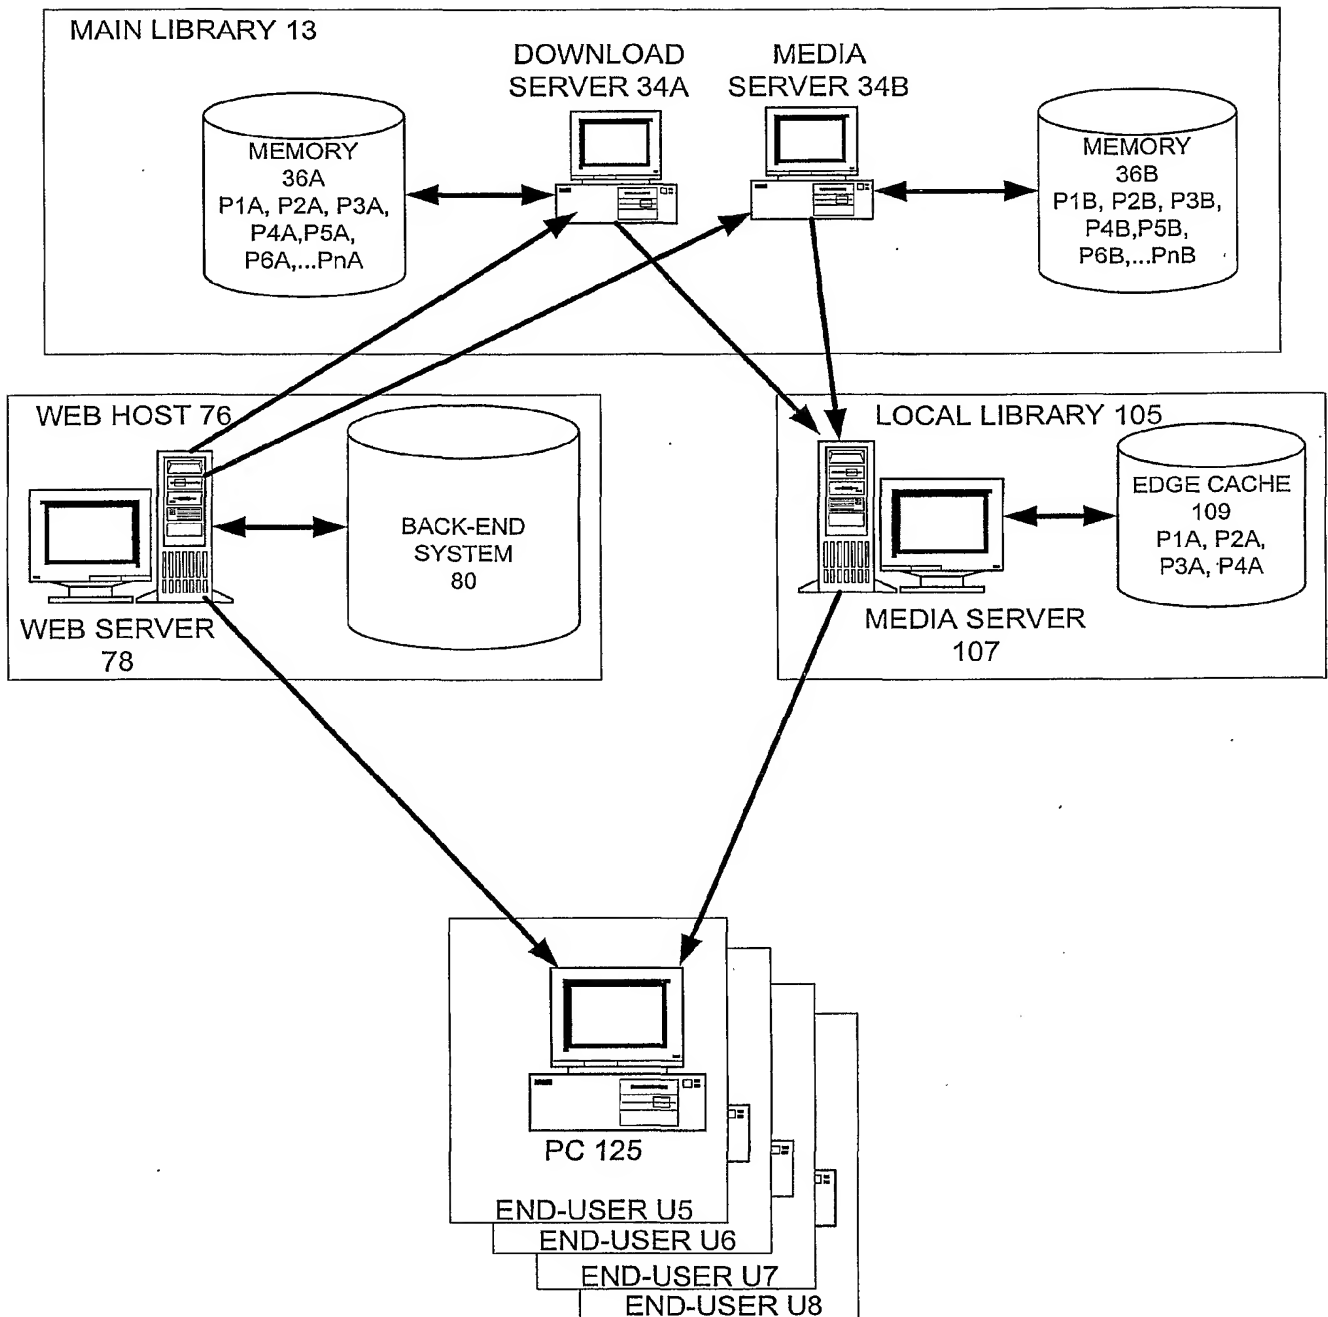 MAIN LIBRARY 13
DOWNLOAD
SERVER 34A
MEDIA
SERVER 34B
MEMORY
36A
P1A, P2A, P3A,
P4A,P5A,
P6A,...PnA
MEMORY
36B
P1B, P2B, P3B,
P4B,P5B,
P6B,...PnB
WEB HOST 76
BACK-END
SYSTEM
80
WEB SERVER
78
LOCAL LIBRARY 105
EDGE CACHE
109
P1A, P2A,
P3A, P4A
MEDIA SERVER
107
PC 125
END-USER U5
END-USER U6
END-USER U7
END-USER U8